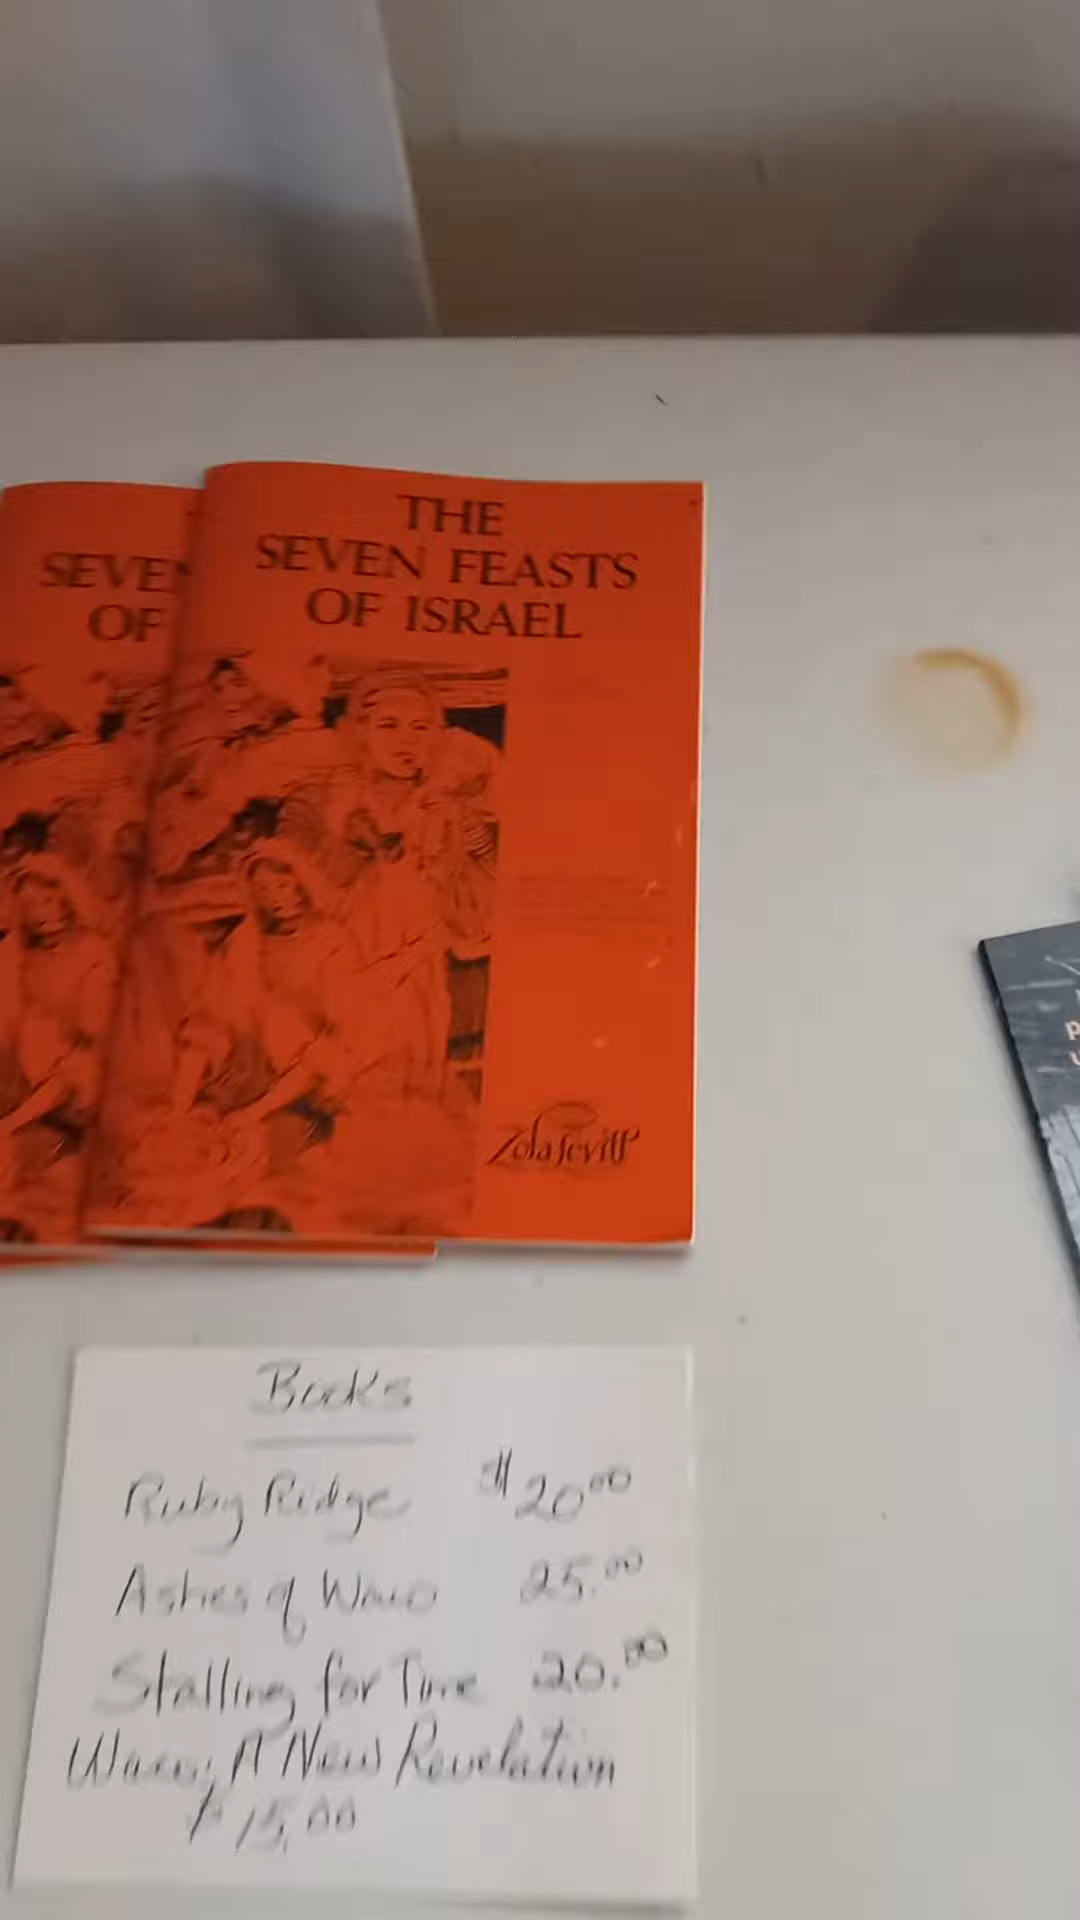 THE
SEVEN FEASTS
OF ISRAEL
SEVEN
OF
Zola Levitt
Books
Ruby Ridge $20.00
Ashes of Waco 25.00
Stalling for Time 20.00
Waco, A New Revelation
$15.00